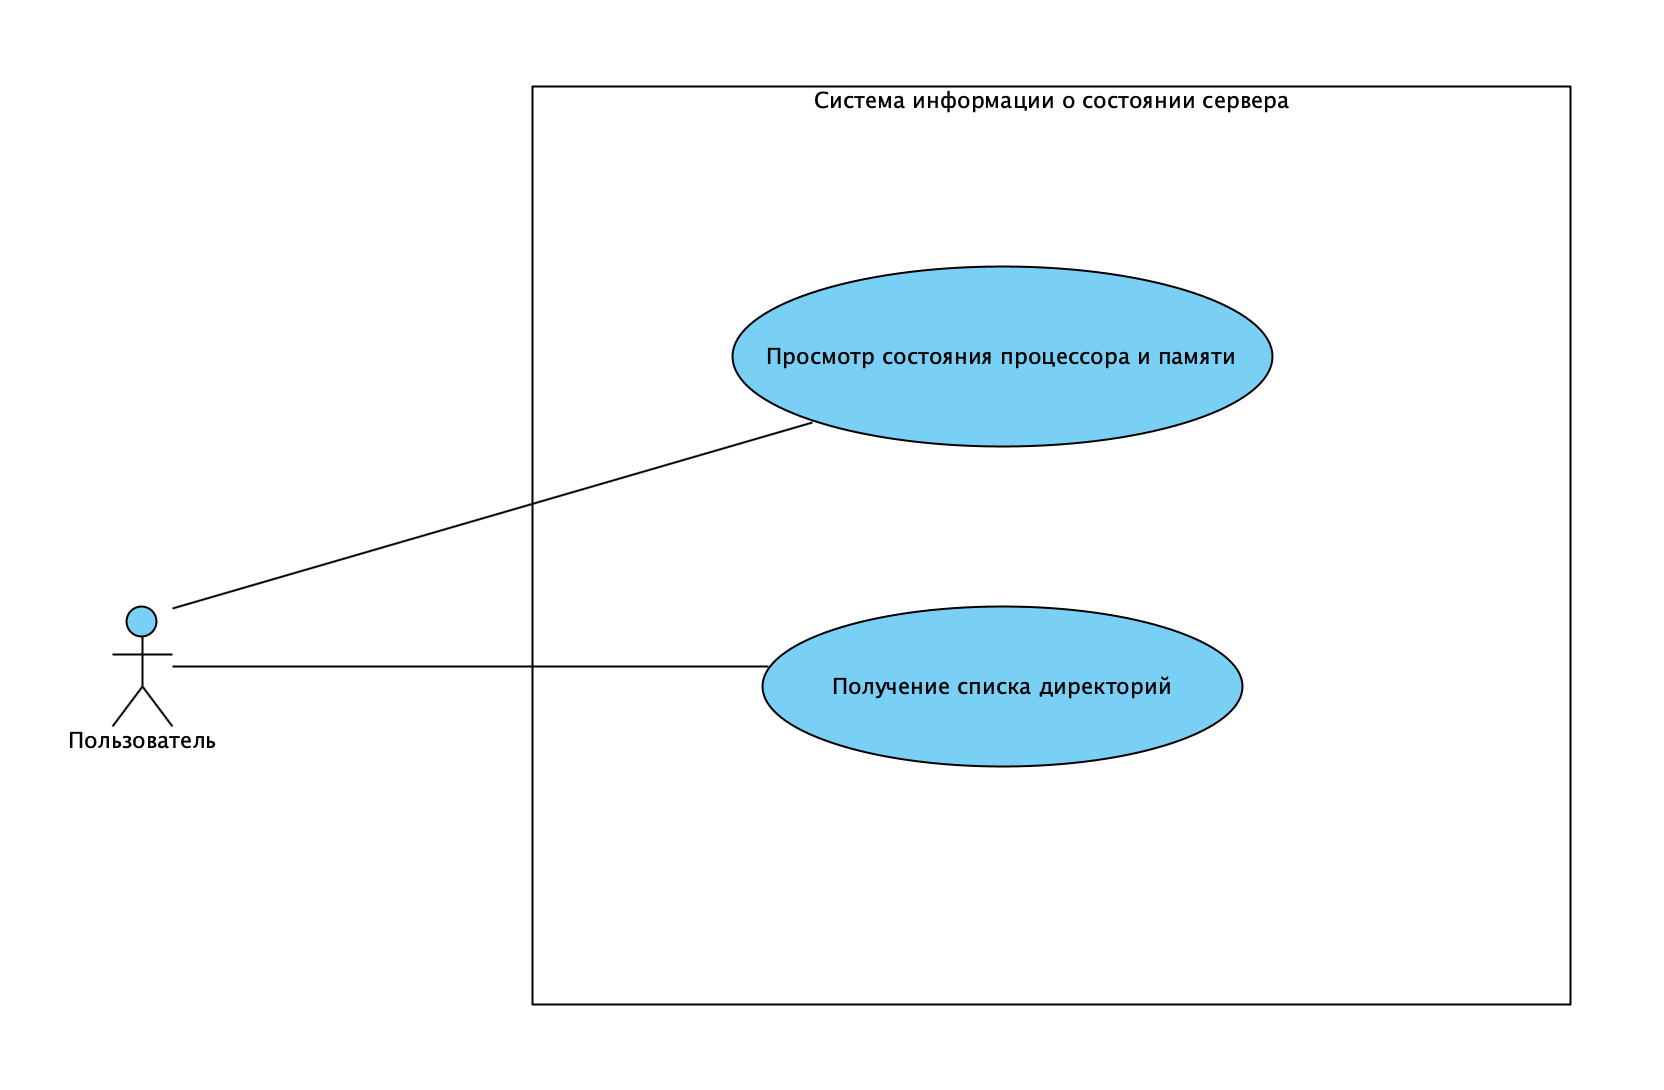 Система информации о состоянии сервера
Просмотр состояния процессора и памяти
Получение списка директорий
Пользователь